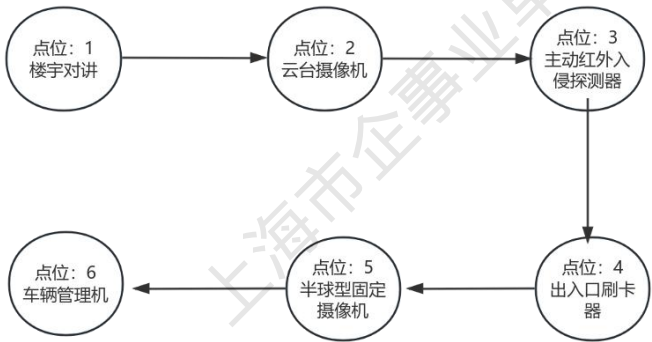 点位：1
楼宇对讲
点位：2
云台摄像机
点位：3
主动红外入
侵探测器
点位：4
出入口刷卡
器
点位：5
半球型固定
摄像机
点位：6
车辆管理机
上海市企事业单